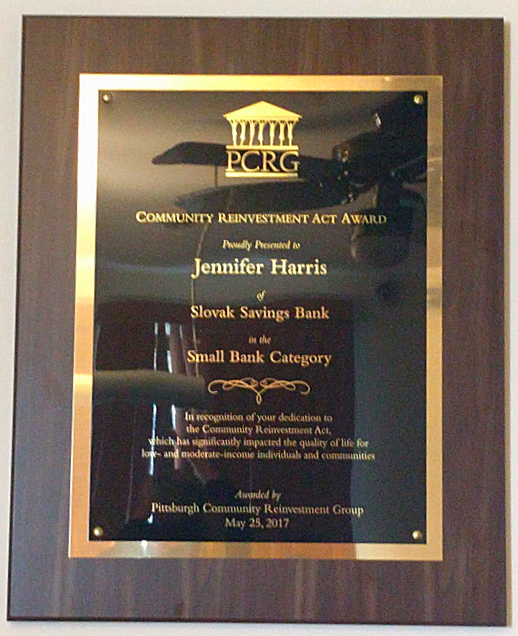 PCRG
COMMUNITY REINVESTMENT ACT AWARD
Proudly Presented to
Jennifer Harris
of
Slovak Savings Bank
in the
Small Bank Category
In recognition of your dedication to
the Community Reinvestment Act,
which has significantly impacted the quality of life for
low- and moderate-income individuals and communities
Awarded by
Pittsburgh Community Reinvestment Group
May 25, 2017